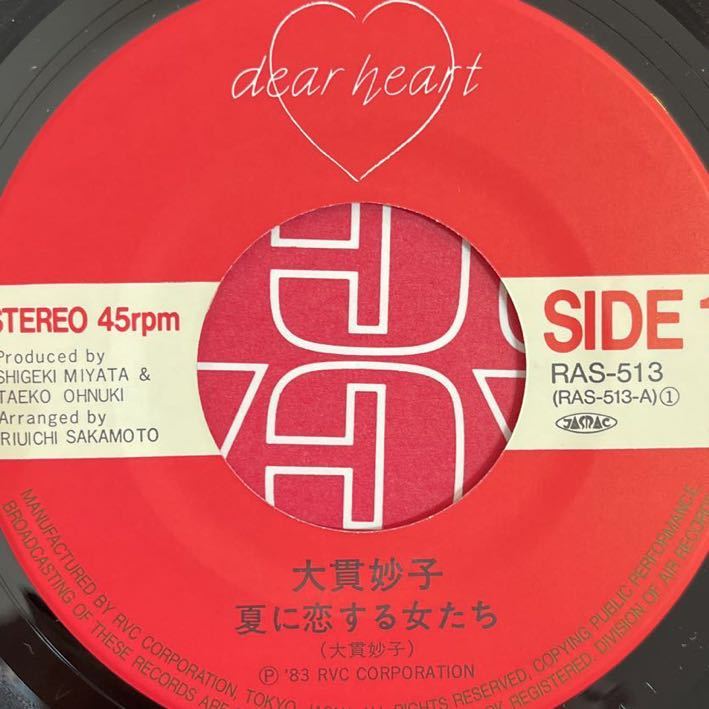 dear heart
STEREO 45rpm
Produced by
SHIGEKI MIYATA &
TAEKO OHNUKI
Arranged by
RIUICHI SAKAMOTO
SIDE 1
RAS-513
(RAS-513-A)①
JASRAC
大貫妙子
夏に恋する女たち
(大貫妙子)
Ⓟ '83 RVC CORPORATION
MANUFACTURED BY RVC CORPORATION, TOKYO, RIGHTS RESERVED. COPYING PUBLIC PERFORMANCE
BROADCASTING OF THESE RECORDS ARE REGISTERED. DIVISION OF AIR RECORD